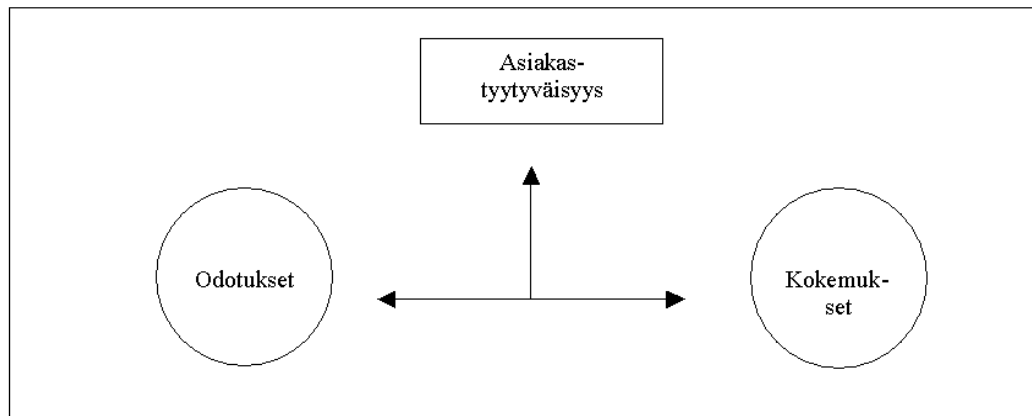 Asiakas-
tyytyväisyys
Odotukset
Kokemuk-
set